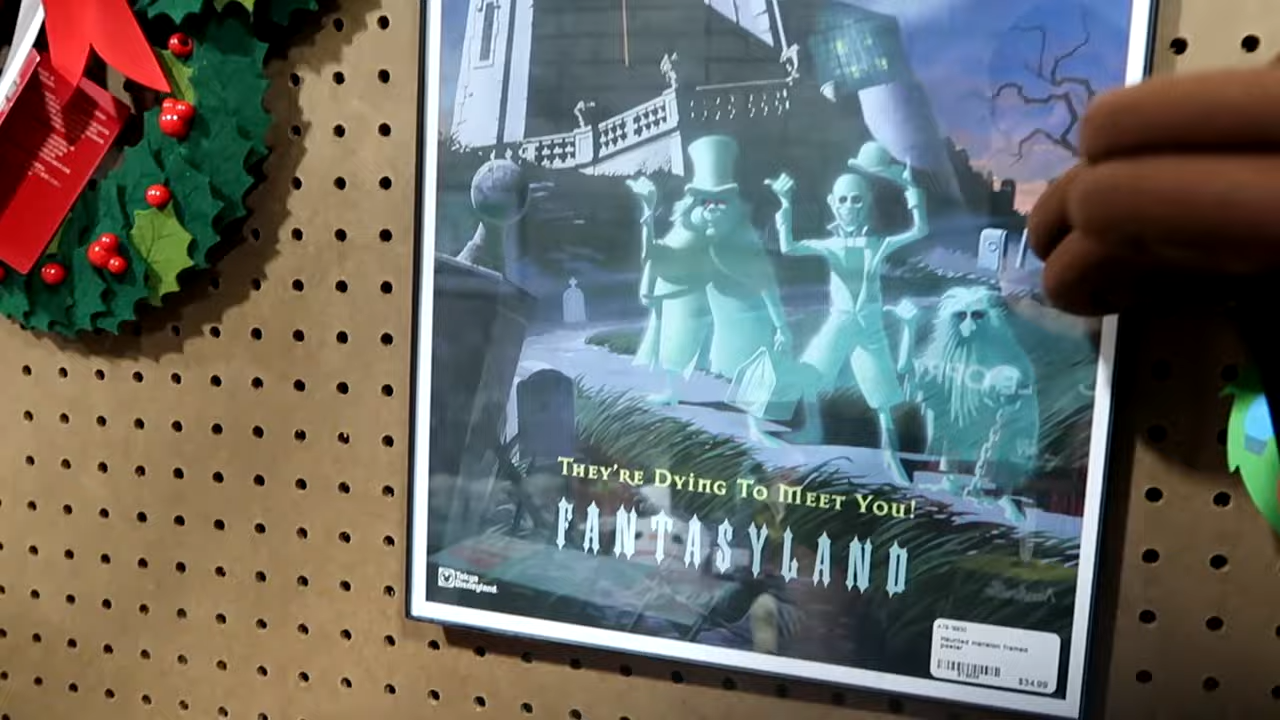 THEY'RE DYING TO MEET YOU!
FANTASYLAND
Tokyo
Disneyland
Haunted mansion framed
poster
$34.99